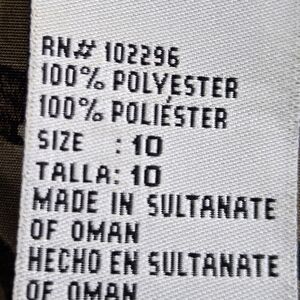 RN# 102296
100% POLYESTER
100% POLIÉSTER
SIZE : 10
TALLA: 10
MADE IN SULTANATE
OF OMAN
HECHO EN SULTANATE
OF OMAN